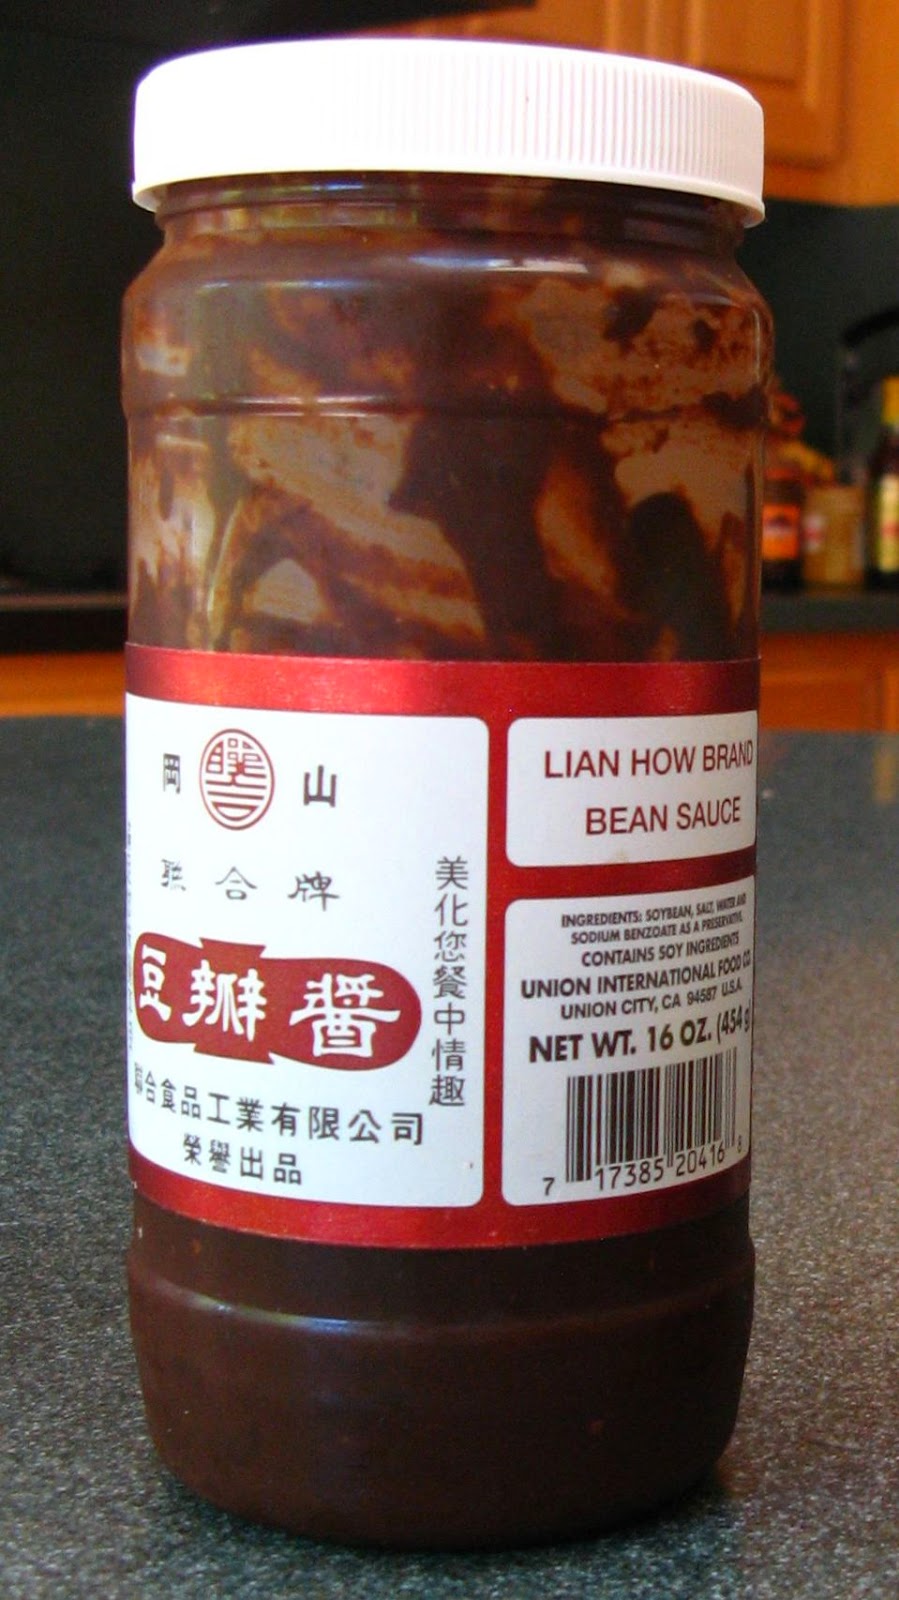 岡 山
聯合牌
豆瓣醬
美化您餐中情趣
聯合食品工業有限公司
榮譽出品
LIAN HOW BRAND
BEAN SAUCE
INGREDIENTS: SOYBEAN, SALT, WATER AND
SODIUM BENZOATE AS A PRESERVATIVE.
CONTAINS SOY INGREDIENTS
UNION INTERNATIONAL FOOD CO.
UNION CITY, CA 94587 U.S.A.
NET WT. 16 OZ. (454 g)
7 17385 20416 8